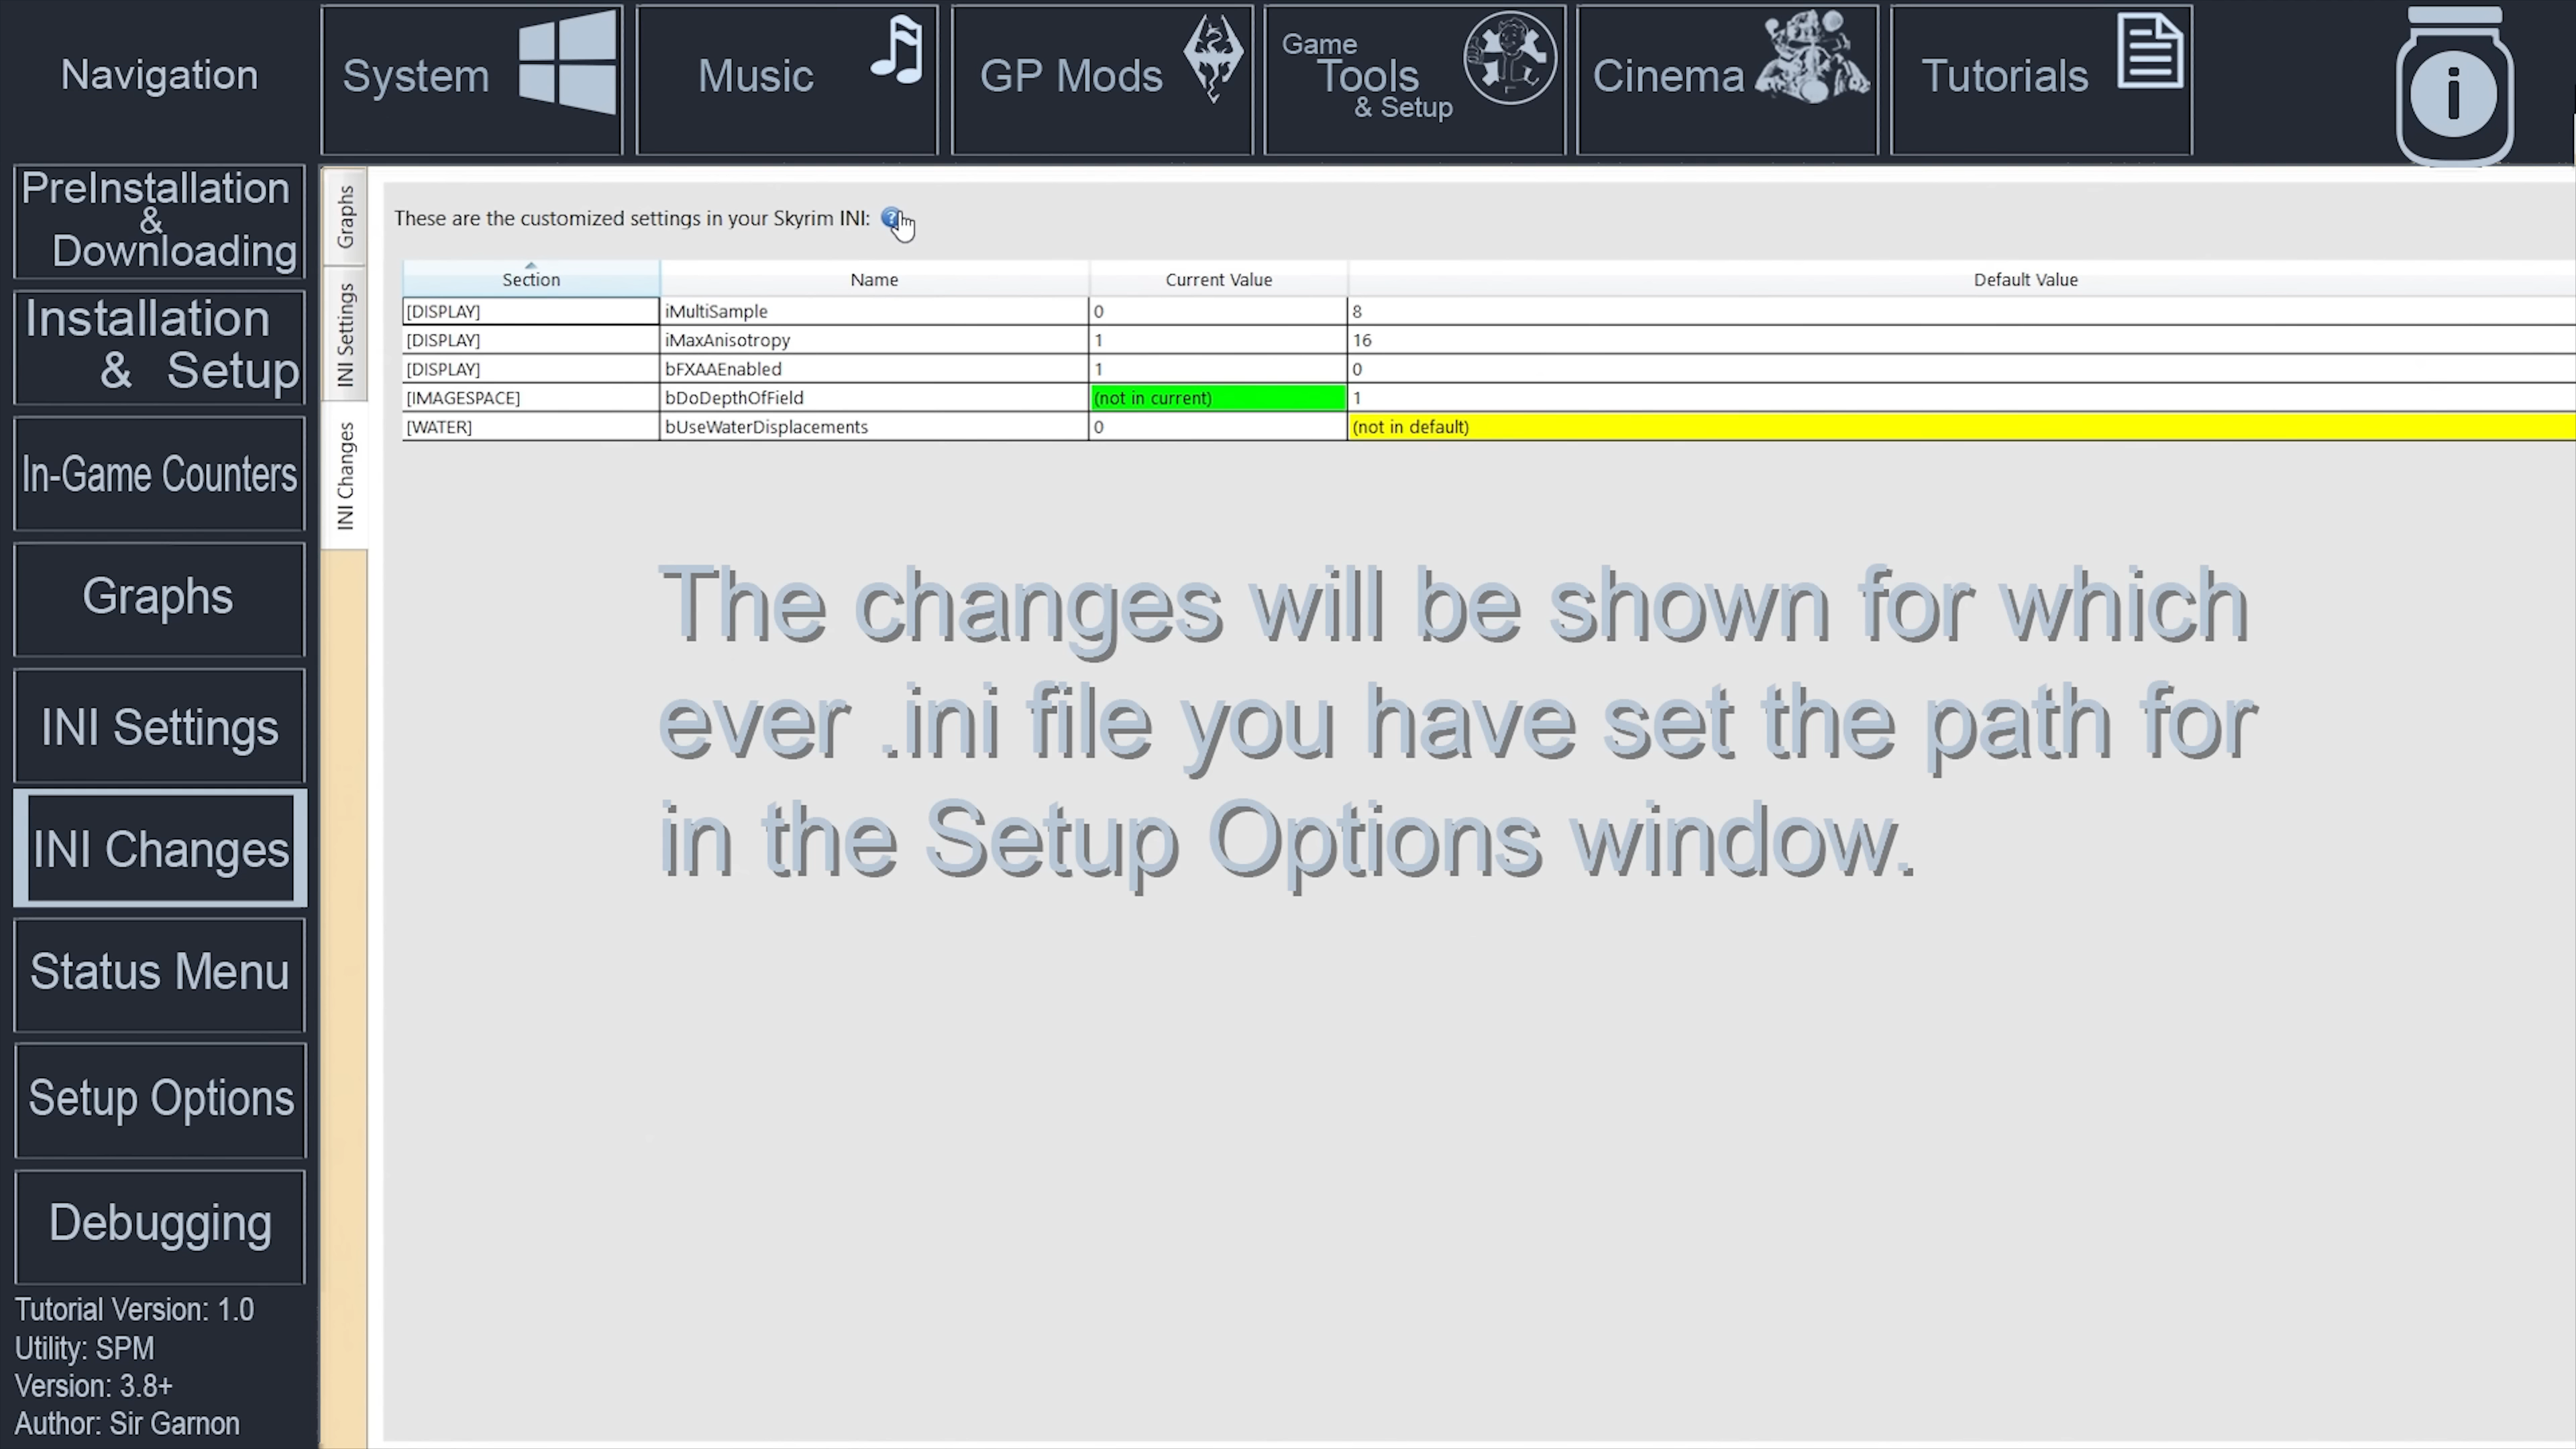 Navigation
System
Music
GP Mods
Game
Tools
& Setup
Cinema
Tutorials
i
PreInstallation
&
Downloading
Installation
& Setup
In-Game Counters
Graphs
INI Settings
INI Changes
Status Menu
Setup Options
Debugging
Tutorial Version: 1.0
Utility: SPM
Version: 3.8+
Author: Sir Garnon
Graphs
INI Settings
INI Changes
These are the customized settings in your Skyrim INI: ?
Section Name Current Value Default Value
[DISPLAY] iMultiSample 0 8
[DISPLAY] iMaxAnisotropy 1 16
[DISPLAY] bFXAAEnabled 1 0
[IMAGESPACE] bDoDepthOfField (not in current) 1
[WATER] bUseWaterDisplacements 0 (not in default)
The changes will be shown for which
ever .ini file you have set the path for
in the Setup Options window.